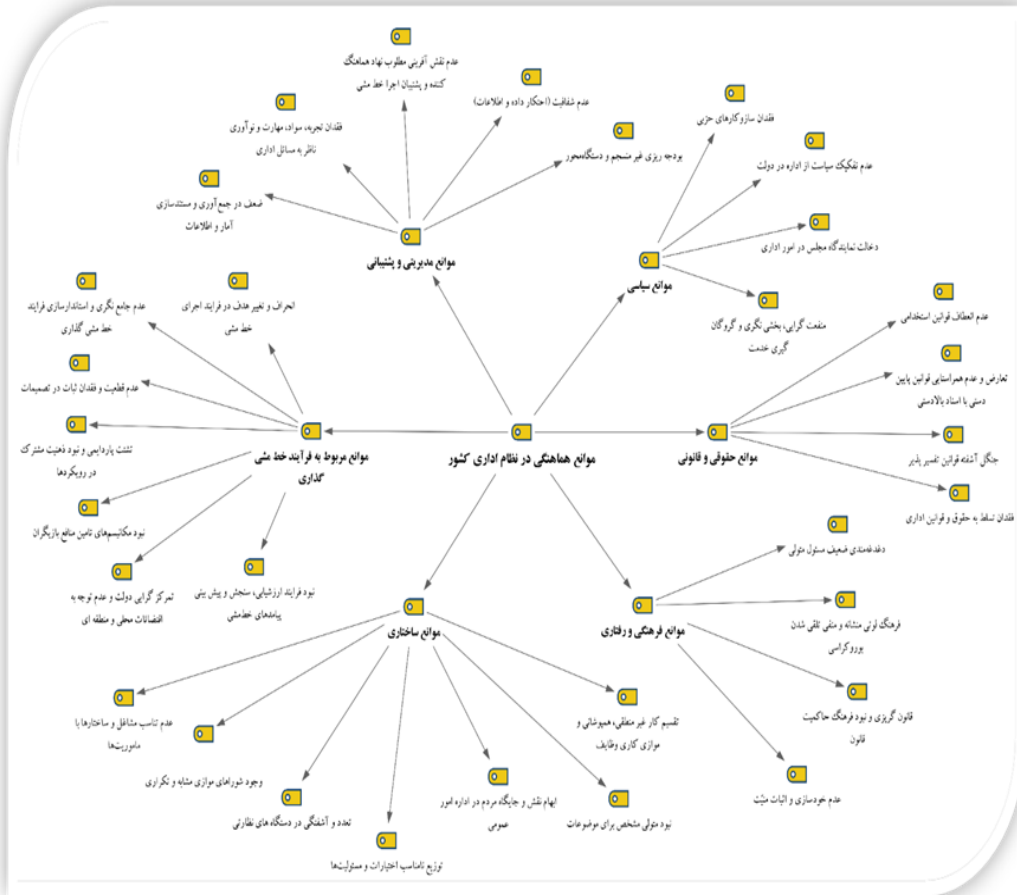 عدم نقش آفرینی مطلوب نهاد هماهنگ
کننده و پشتیبان اجرا خط مشی
عدم شفافیت (احتکار داده و اطلاعات)
فقدان تجربه، سواد، مهارت و نوآوری
ناظر به مسائل اداری
بودجه ریزی غیر منسجم و دستگاه‌محور
ضعف در جمع‌آوری و مستندسازی
آمار و اطلاعات
موانع مدیریتی و پشتیبانی
فقدان سازوکارهای حزبی
عدم تفکیک سیاست از اداره در دولت
دخالت نمایندگاه مجلس در امور اداری
موانع سیاسی
منفعت گرایی، بخشی نگری و گروگان
گیری خدمت
عدم انعطاف قوانین استخدامی
تعارض و عدم همراستایی قوانین پایین
دستی با اسناد بالادستی
جنگل آشفته قوانین تفسیر پذیر
فقدان تسلط به حقوق و قوانین اداری
موانع حقوقی و قانونی
موانع هماهنگی در نظام اداری کشور
انحراف و تغییر هدف در فرایند اجرای
خط مشی
عدم جامع نگری و استاندارسازی فرایند
خط مشی گذاری
عدم قطعیت و فقدان ثبات در تصمیمات
تشتت پاردایمی و نبود ذهنیت مشترک
در رویکردها
موانع مربوط به فرآیند خط مشی
گذاری
نبود مکانیسم‌های تامین منافع بازیگران
تمرکز گرایی دولت و عدم توجه به
اقتضائات محلی و منطقه ای
نبود فرایند ارزشیابی، سنجش و پیش بینی
پیامدهای خط‌مشی
دغدغه‌مندی ضعیف مسئول متولی
فرهنگ لوتی منشانه و منفی تلقی شدن
بوروکراسی
موانع فرهنگی و رفتاری
قانون گریزی و نبود فرهنگ حاکمیت
قانون
عدم خودسازی و اثبات منیّت
موانع ساختاری
تقسیم کار غیر منطقی، همپوشانی و
موازی کاری وظایف
نبود متولی مشخص برای موضوعات
ابهام نقش و جایگاه مردم در اداره امور
عمومی
توزیع نامناسب اختیارات و مسئولیت‌ها
تعدد و آشفتگی در دستگاه های نظارتی
وجود شوراهای موازی مشابه و تکراری
عدم تناسب مشاغل و ساختارها با
ماموریت‌ها